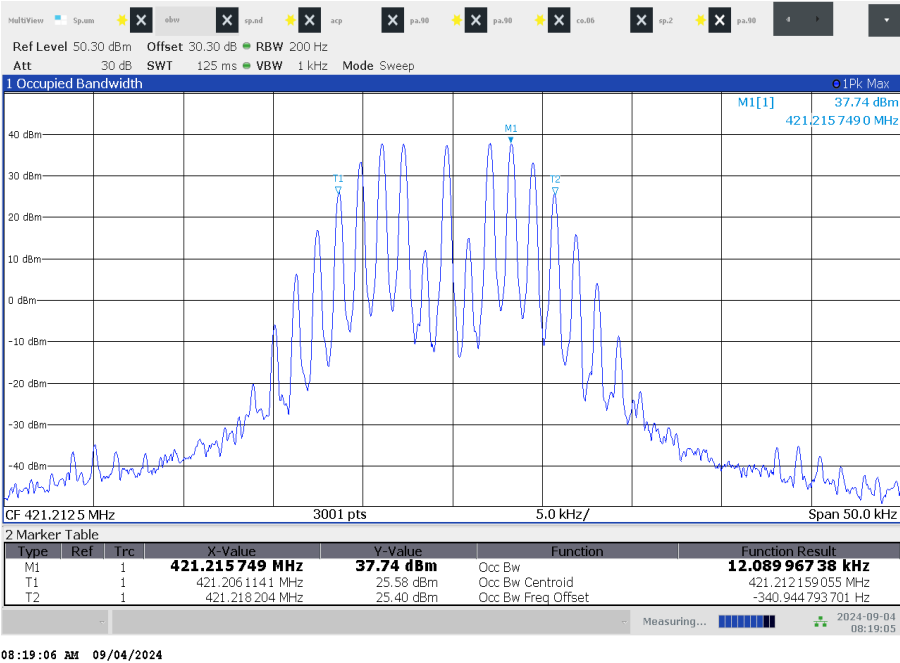 MultiView Sp.um obw sp.nd acp pa.90 pa.90 co.06 sp.2 pa.90
Ref Level 50.30 dBm Offset 30.30 dB RBW 200 Hz
Att 30 dB SWT 125 ms VBW 1 kHz Mode Sweep
1 Occupied Bandwidth 1Pk Max
M1[1] 37.74 dBm
421.215 749 0 MHz
M1
40 dBm
30 dBm
T1 T2
20 dBm
10 dBm
0 dBm
-10 dBm
-20 dBm
-30 dBm
-40 dBm
CF 421.2125 MHz 3001 pts 5.0 kHz/ Span 50.0 kHz
2 Marker Table
Type Ref Trc X-Value Y-Value Function Function Result
M1 1 421.215 749 MHz 37.74 dBm Occ Bw 12.089 967 38 kHz
T1 1 421.206 1141 MHz 25.58 dBm Occ Bw Centroid 421.212 159 055 MHz
T2 1 421.218 204 MHz 25.40 dBm Occ Bw Freq Offset -340.944 793 701 Hz
Measuring... 2024-09-04
08:19:05
08:19:06 AM 09/04/2024